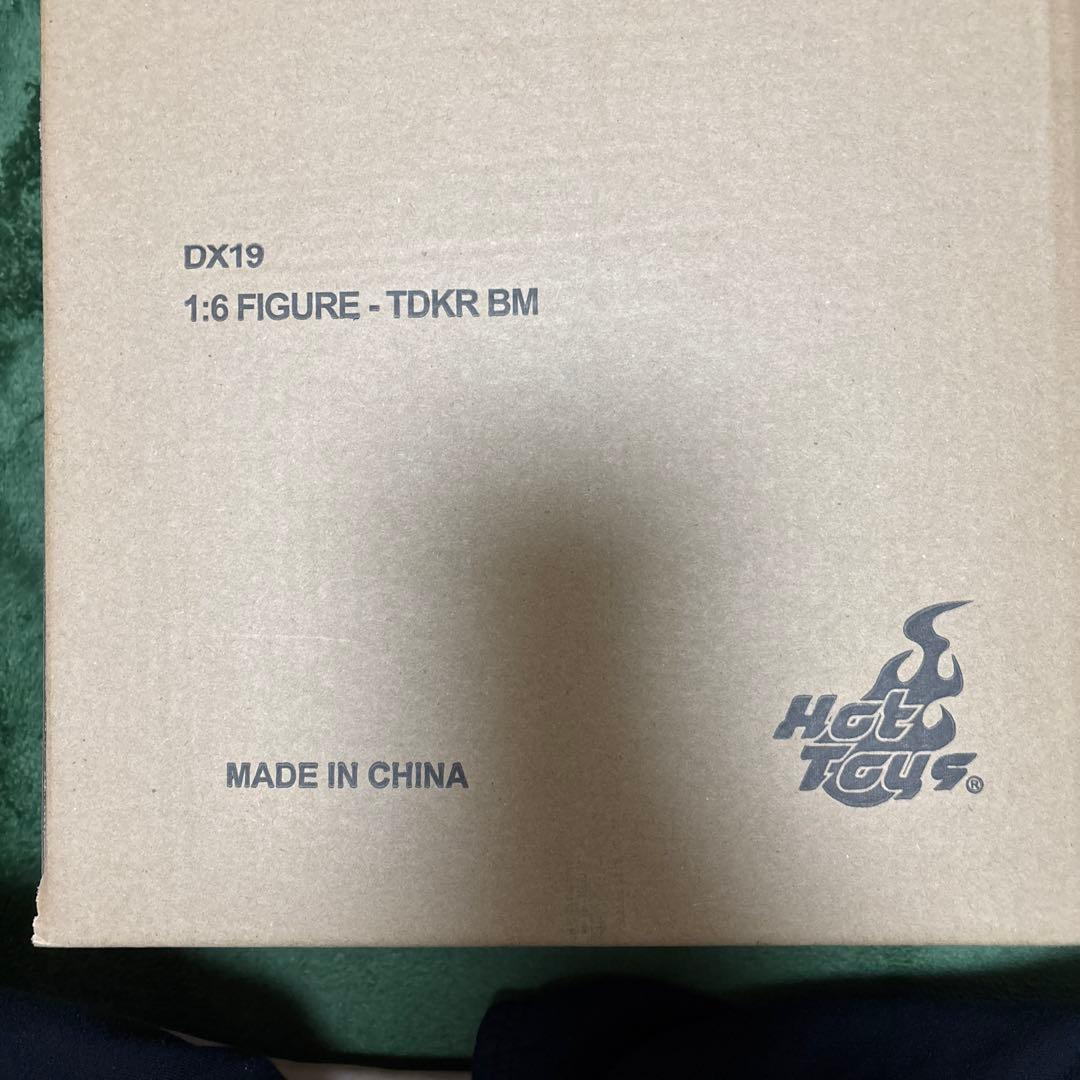 DX19
1:6 FIGURE - TDKR BM
MADE IN CHINA
Hot
Toys®